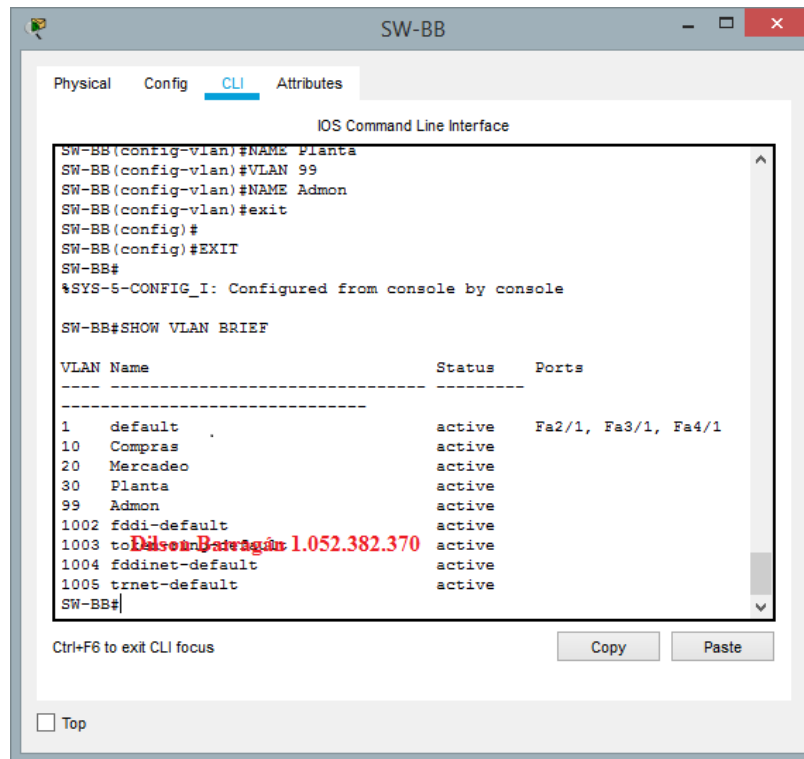 SW-BB
Physical Config CLI Attributes
IOS Command Line Interface
SW-BB(config-vlan)#NAME Planta
SW-BB(config-vlan)#VLAN 99
SW-BB(config-vlan)#NAME Admon
SW-BB(config-vlan)#exit
SW-BB(config)#
SW-BB(config)#EXIT
SW-BB#
%SYS-5-CONFIG_I: Configured from console by console
SW-BB#SHOW VLAN BRIEF
VLAN Name Status Ports
---- -------------------------------- ---------
-------------------------------
1 default active Fa2/1, Fa3/1, Fa4/1
10 Compras active
20 Mercadeo active
30 Planta active
99 Admon active
1002 fddi-default active
1003 active
Dilson Barragán 1.052.382.370
1004 fddinet-default active
1005 trnet-default active
SW-BB#
Ctrl+F6 to exit CLI focus Copy Paste
Top